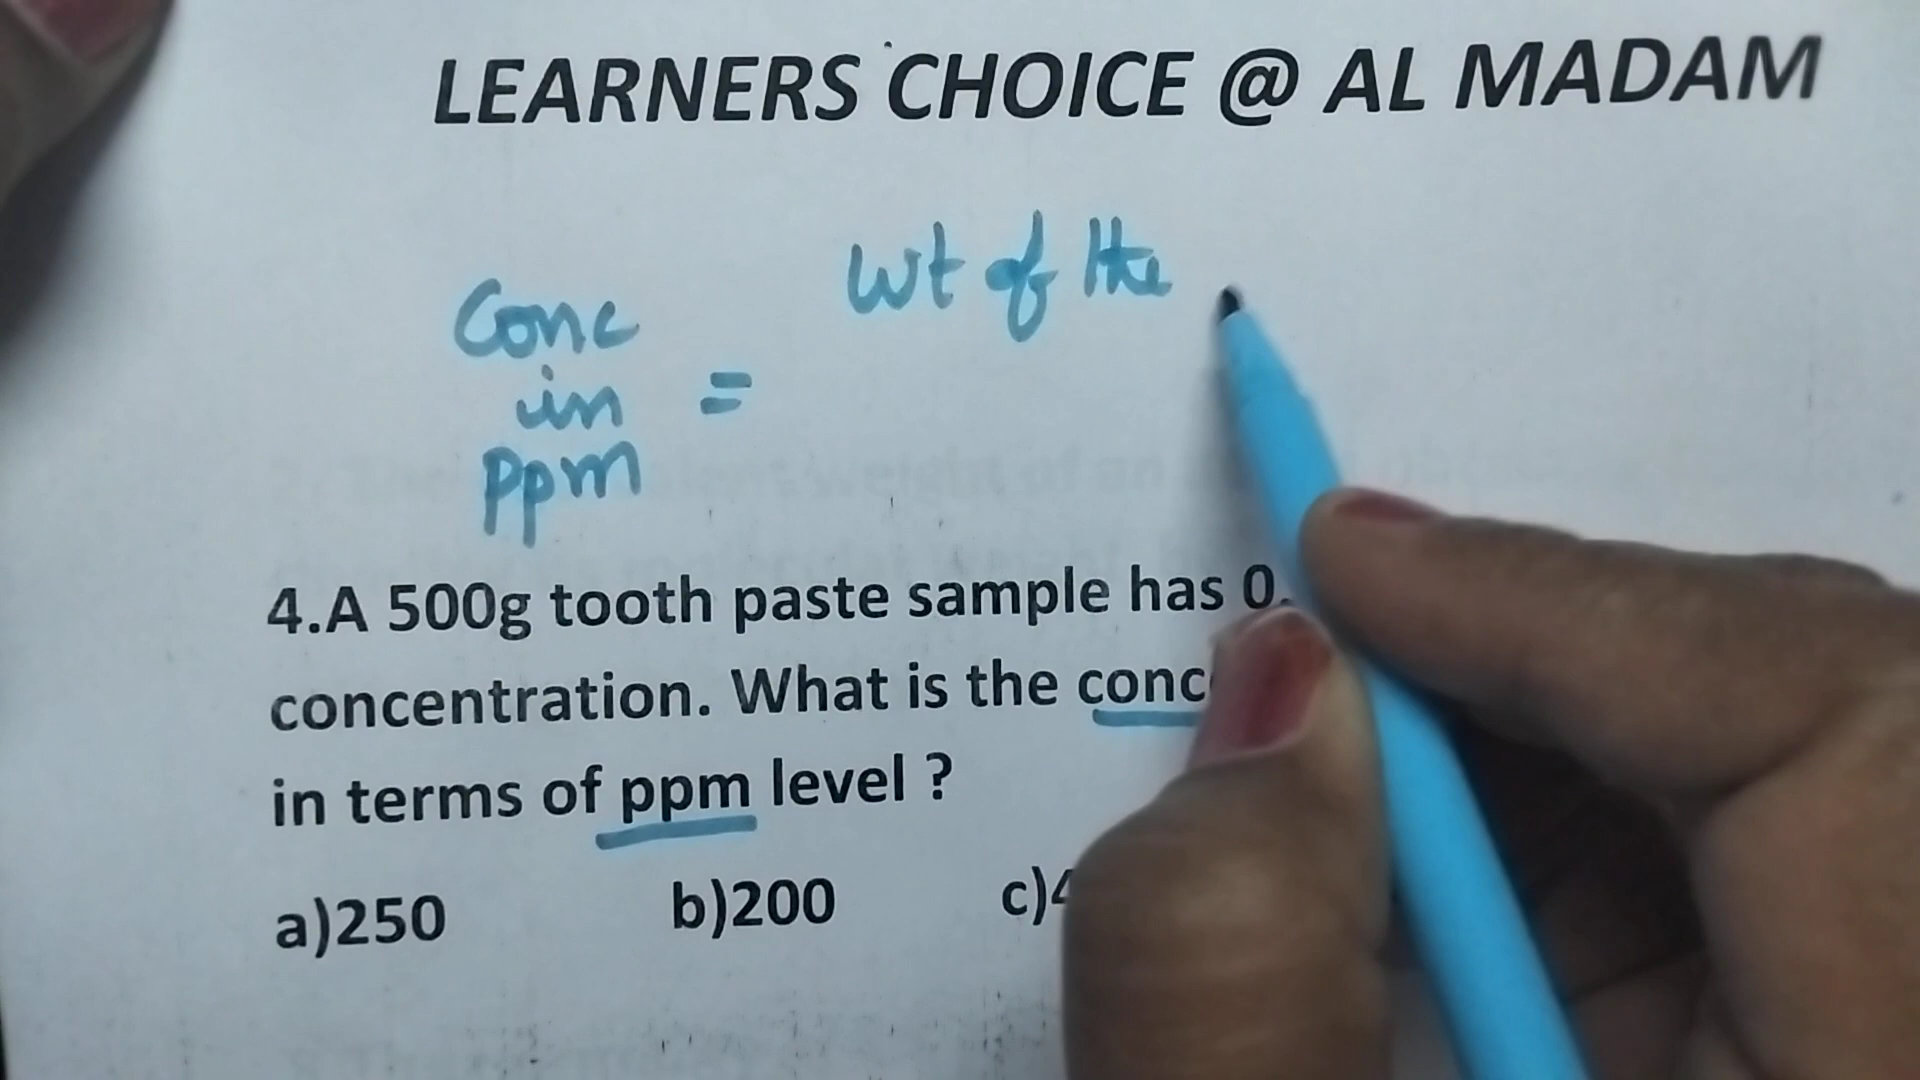 LEARNERS CHOICE @ AL MADAM
Wt of the
Conc
in =
ppm
4.A 500g tooth paste sample has 0.
concentration. What is the conc
in terms of ppm level ?
a)250 b)200 c)4